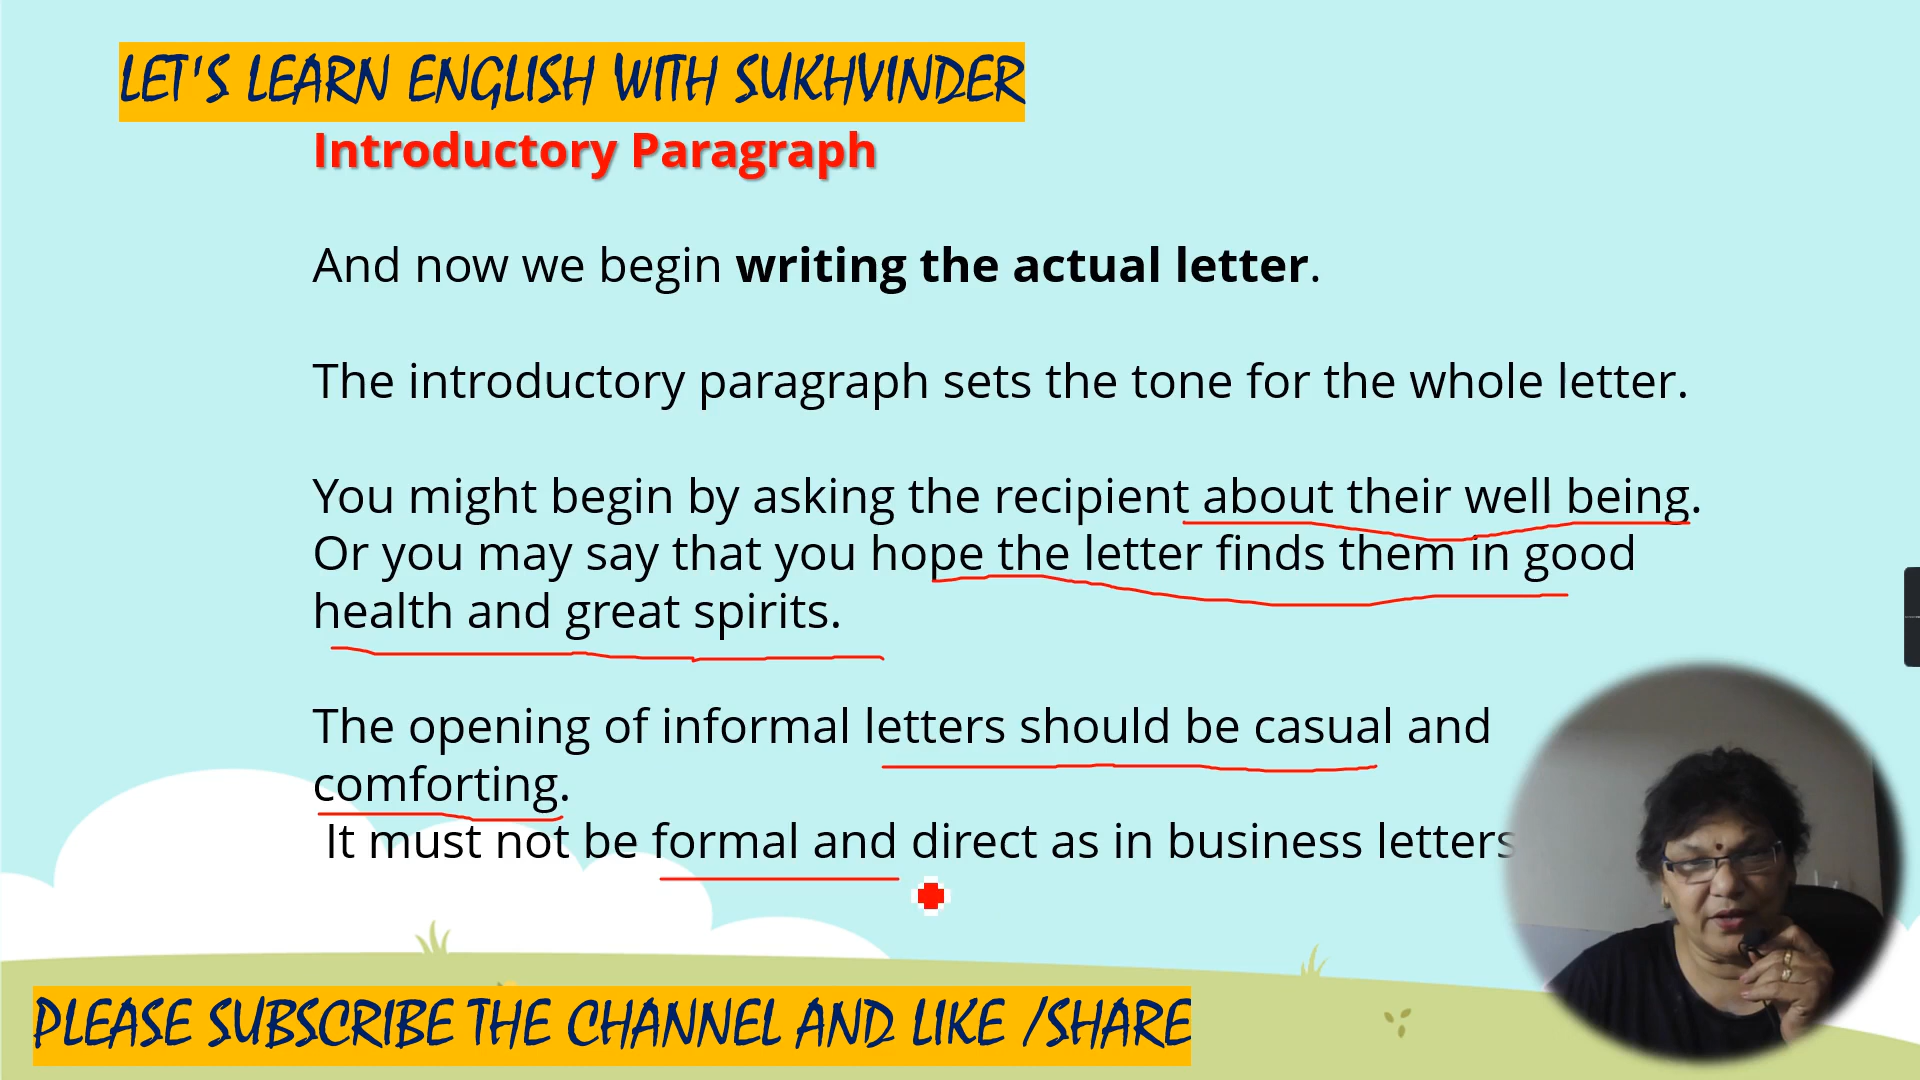 LET'S LEARN ENGLISH WITH SUKHVINDER
Introductory Paragraph
And now we begin writing the actual letter.
The introductory paragraph sets the tone for the whole letter.
You might begin by asking the recipient about their well being.
Or you may say that you hope the letter finds them in good
health and great spirits.
The opening of informal letters should be casual and
comforting.
It must not be formal and direct as in business letters
PLEASE SUBSCRIBE THE CHANNEL AND LIKE /SHARE